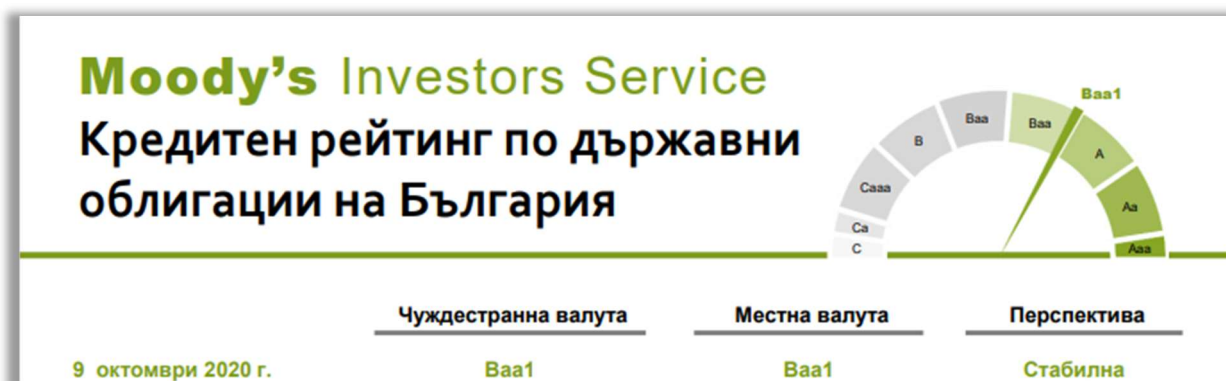 Moody's Investors Service
Кредитен рейтинг по държавни
облигации на България
Baa1
C
Ca
Caaa
B
Baa
Baa
A
Aa
Aaa
Чуждестранна валута Местна валута Перспектива
9 октомври 2020 г. Baa1 Baa1 Стабилна